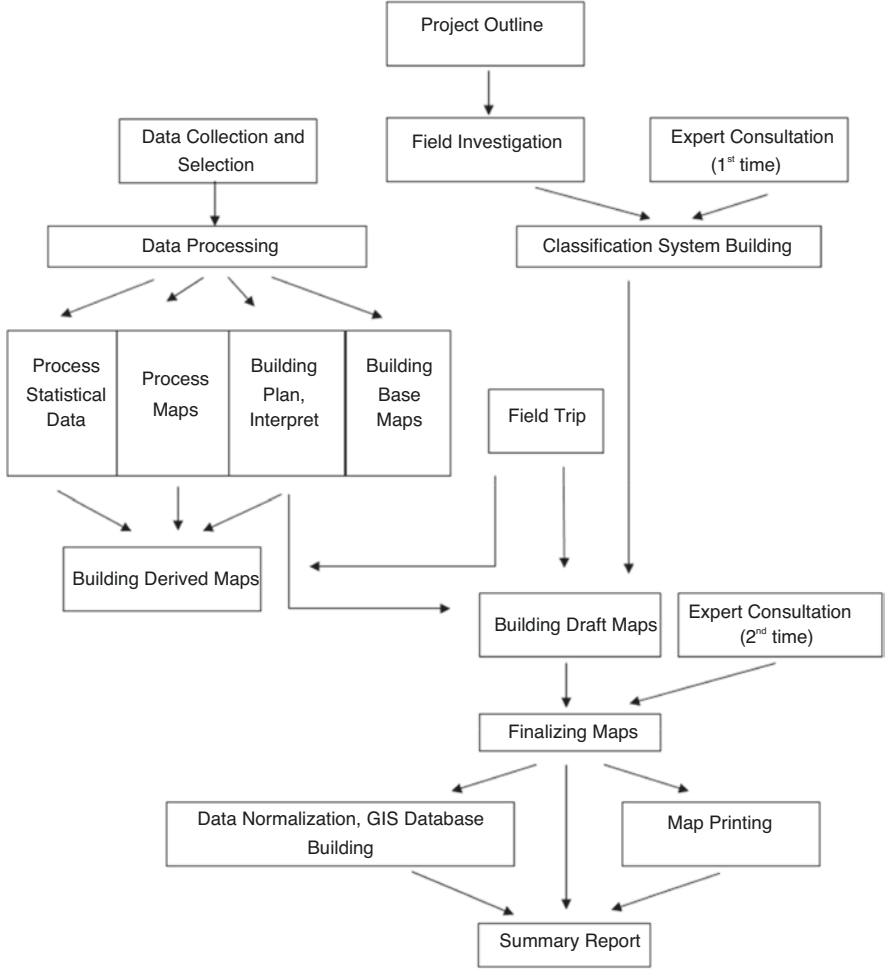 Project Outline
Data Collection and
Selection
Field Investigation
Expert Consultation
(1st time)
Data Processing
Classification System Building
Process
Statistical
Data
Process
Maps
Building
Plan,
Interpret
Building
Base
Maps
Field Trip
Building Derived Maps
Building Draft Maps
Expert Consultation
(2nd time)
Finalizing Maps
Data Normalization, GIS Database
Building
Map Printing
Summary Report